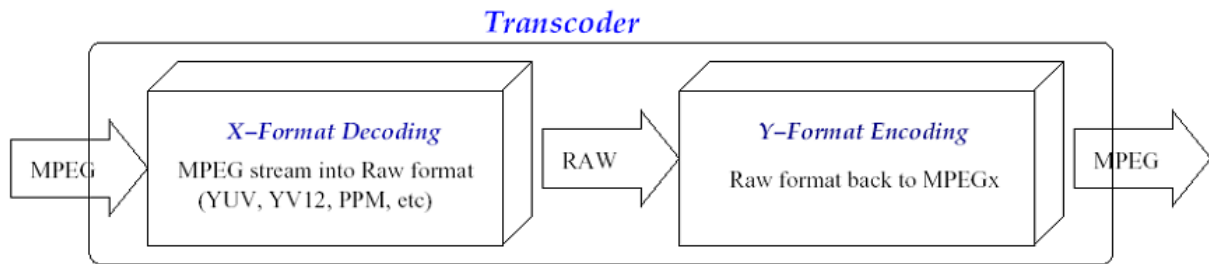 Transcoder
MPEG
X–Format Decoding
MPEG stream into Raw format
(YUV, YV12, PPM, etc)
RAW
Y–Format Encoding
Raw format back to MPEGx
MPEG